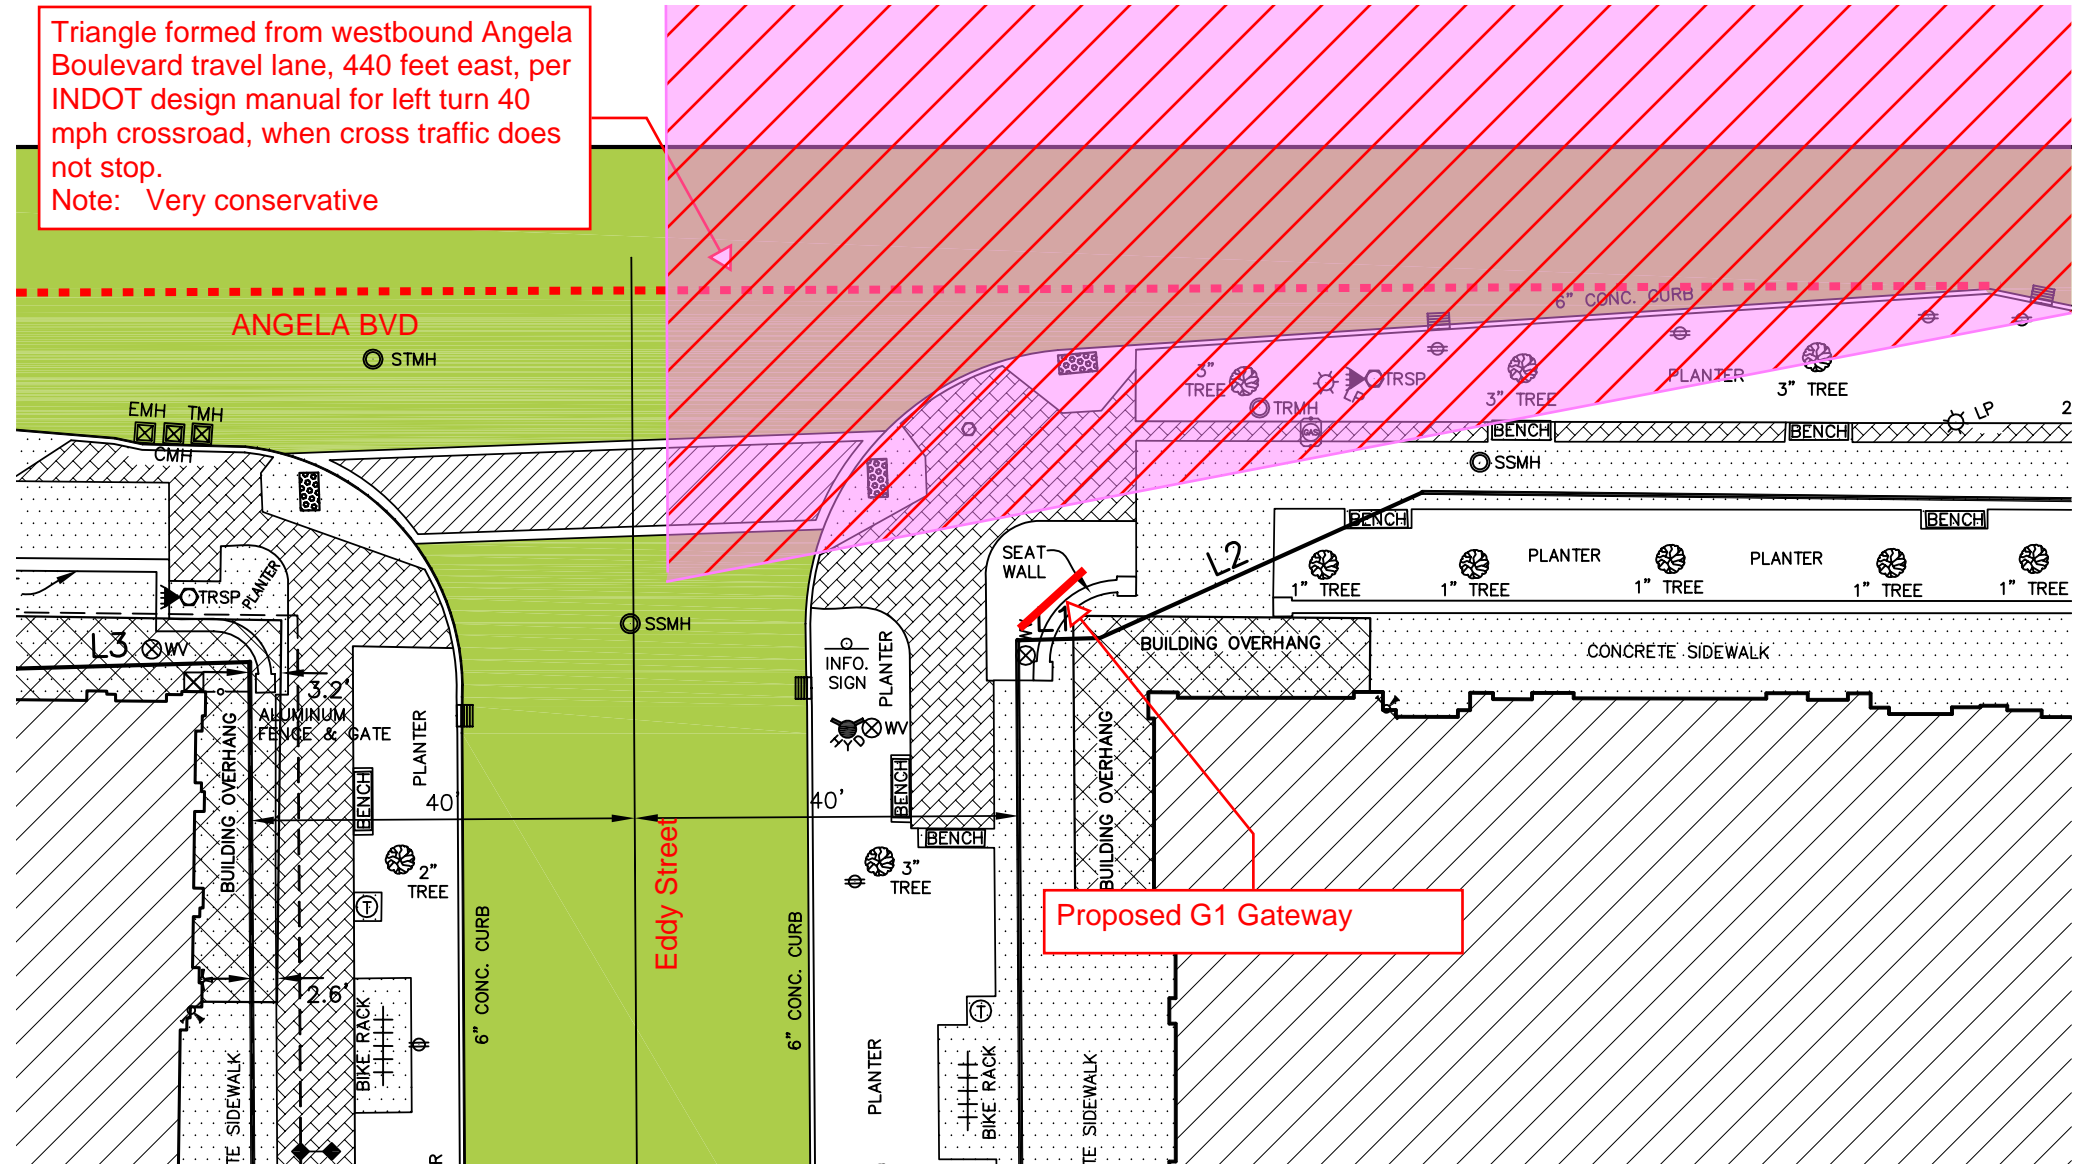 Triangle formed from westbound Angela
Boulevard travel lane, 440 feet east, per
INDOT design manual for left turn 40
mph crossroad, when cross traffic does
not stop.
Note: Very conservative
6" CONC. CURB
ANGELA BVD
STMH
3"
TREE
TRSP
LP
TRMH
GAS
3" TREE
PLANTER
3" TREE
EMH TMH
CMH
BENCH
BENCH
LP
2
SSMH
BENCH
BENCH
SEAT
WALL
L2
PLANTER
PLANTER
1" TREE
1" TREE
1" TREE
1" TREE
1" TREE
TRSP
PLANTER
SSMH
L1
L3
WV
INFO.
SIGN
PLANTER
BUILDING OVERHANG
CONCRETE SIDEWALK
3.2'
ALUMINUM
FENCE & GATE
HYD
WV
BUILDING OVERHANG
PLANTER
BENCH
40'
40'
BENCH
BENCH
BUILDING OVERHANG
2"
TREE
3"
TREE
T
Eddy Street
Proposed G1 Gateway
6" CONC. CURB
6" CONC. CURB
2.6'
BIKE RACK
T
PLANTER
BIKE RACK
TE SIDEWALK
TE SIDEWALK
R